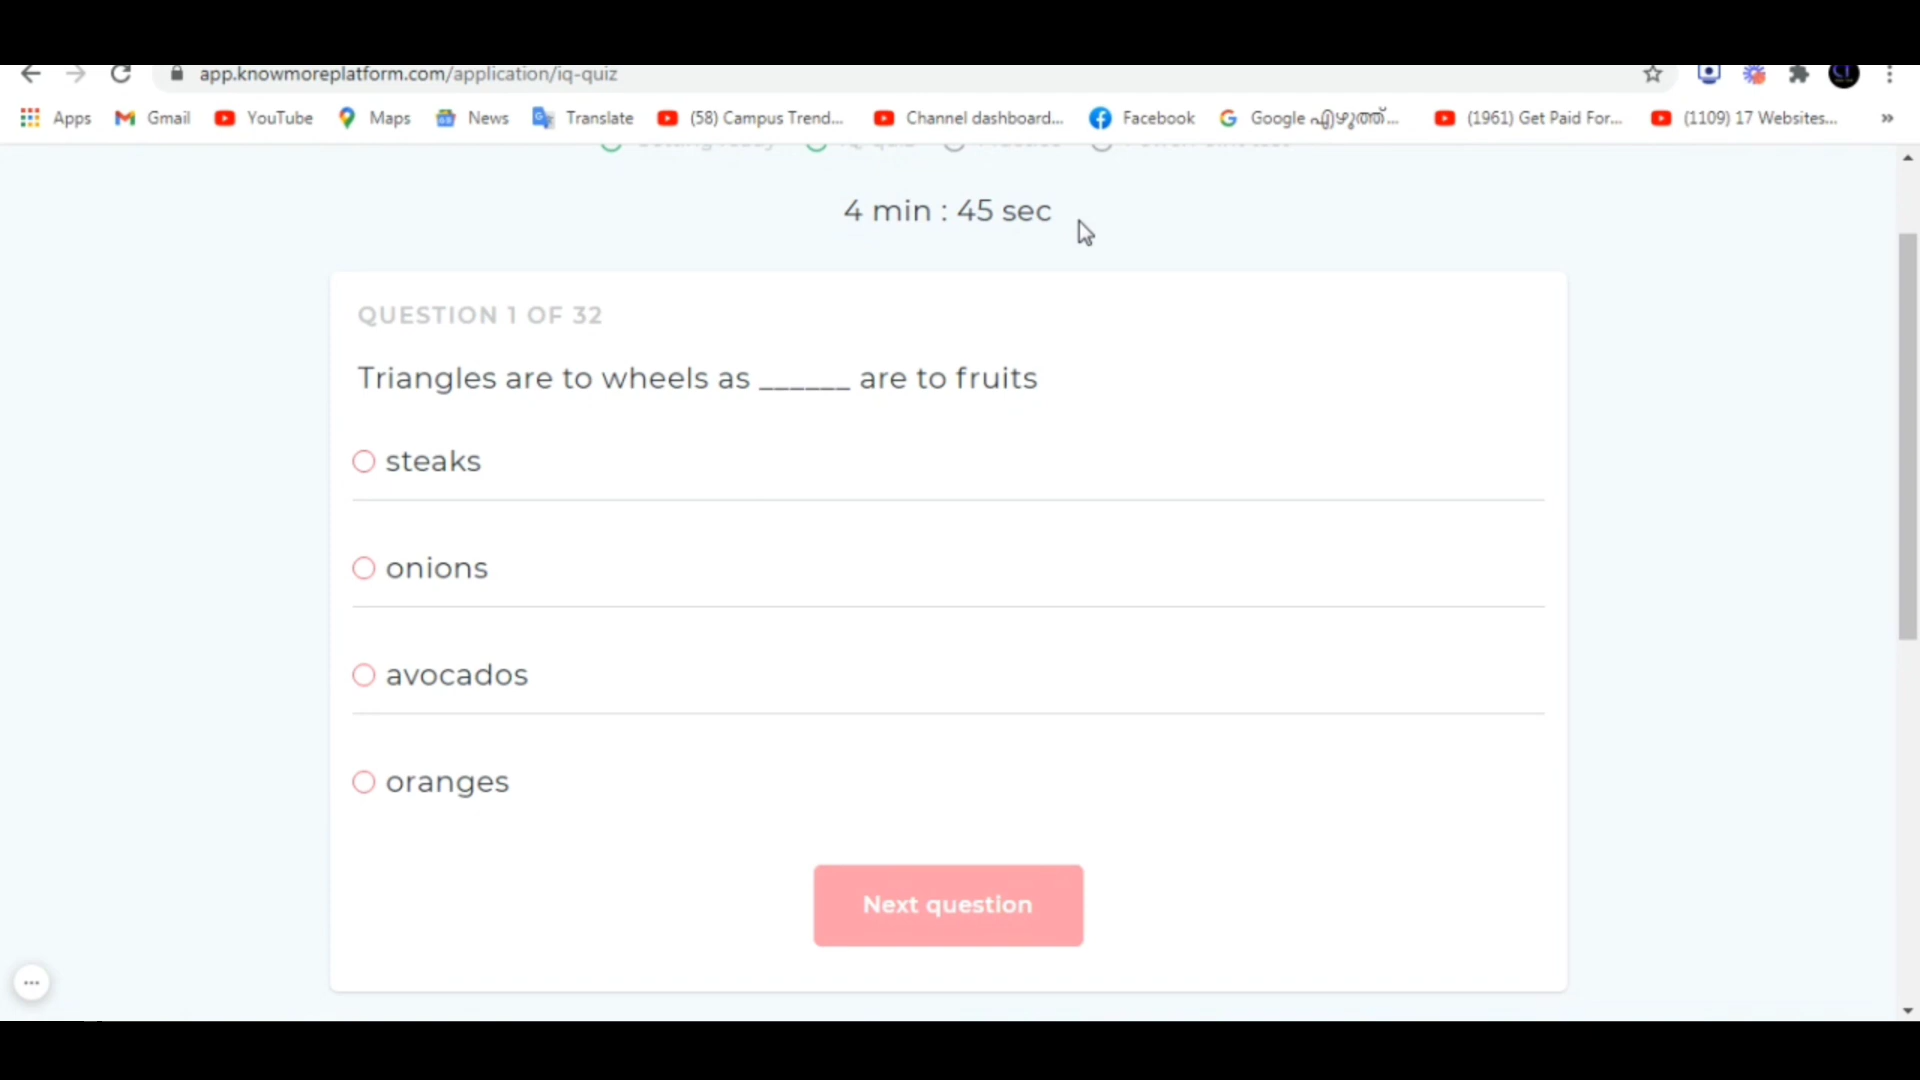 app.knowmoreplatform.com/application/iq-quiz
Apps Gmail YouTube Maps News Translate (58) Campus Trend... Channel dashboard... Facebook Google എഴുത്ത്... (1961) Get Paid For... (1109) 17 Websites... »
4 min : 45 sec
QUESTION 1 OF 32
Triangles are to wheels as ______ are to fruits
steaks
onions
avocados
oranges
Next question